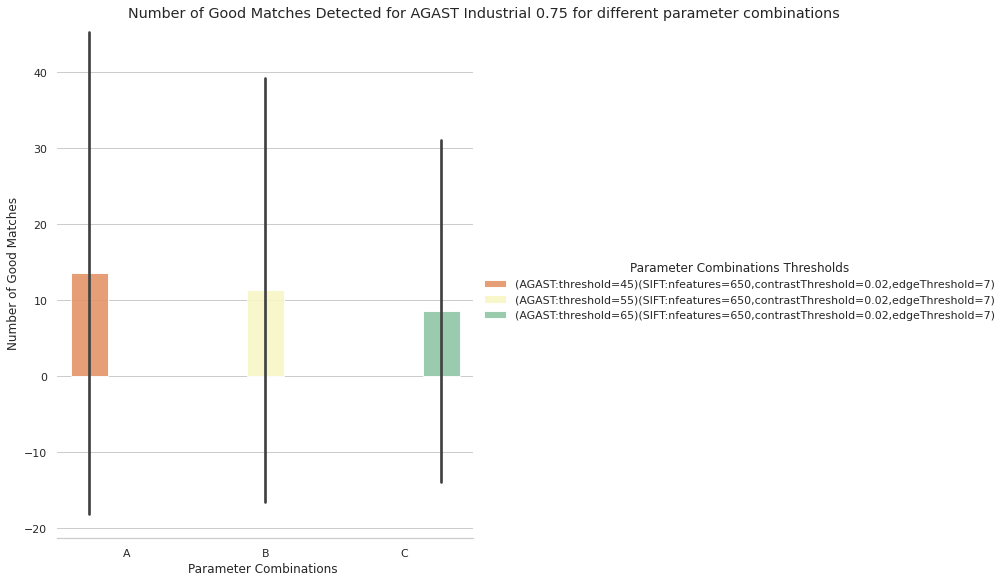 Number of Good Matches Detected for AGAST Industrial 0.75 for different parameter combinations
40
30
20
10
0
−10
−20
Number of Good Matches
A B C
Parameter Combinations
Parameter Combinations Thresholds
(AGAST:threshold=45)(SIFT:nfeatures=650,contrastThreshold=0.02,edgeThreshold=7)
(AGAST:threshold=55)(SIFT:nfeatures=650,contrastThreshold=0.02,edgeThreshold=7)
(AGAST:threshold=65)(SIFT:nfeatures=650,contrastThreshold=0.02,edgeThreshold=7)